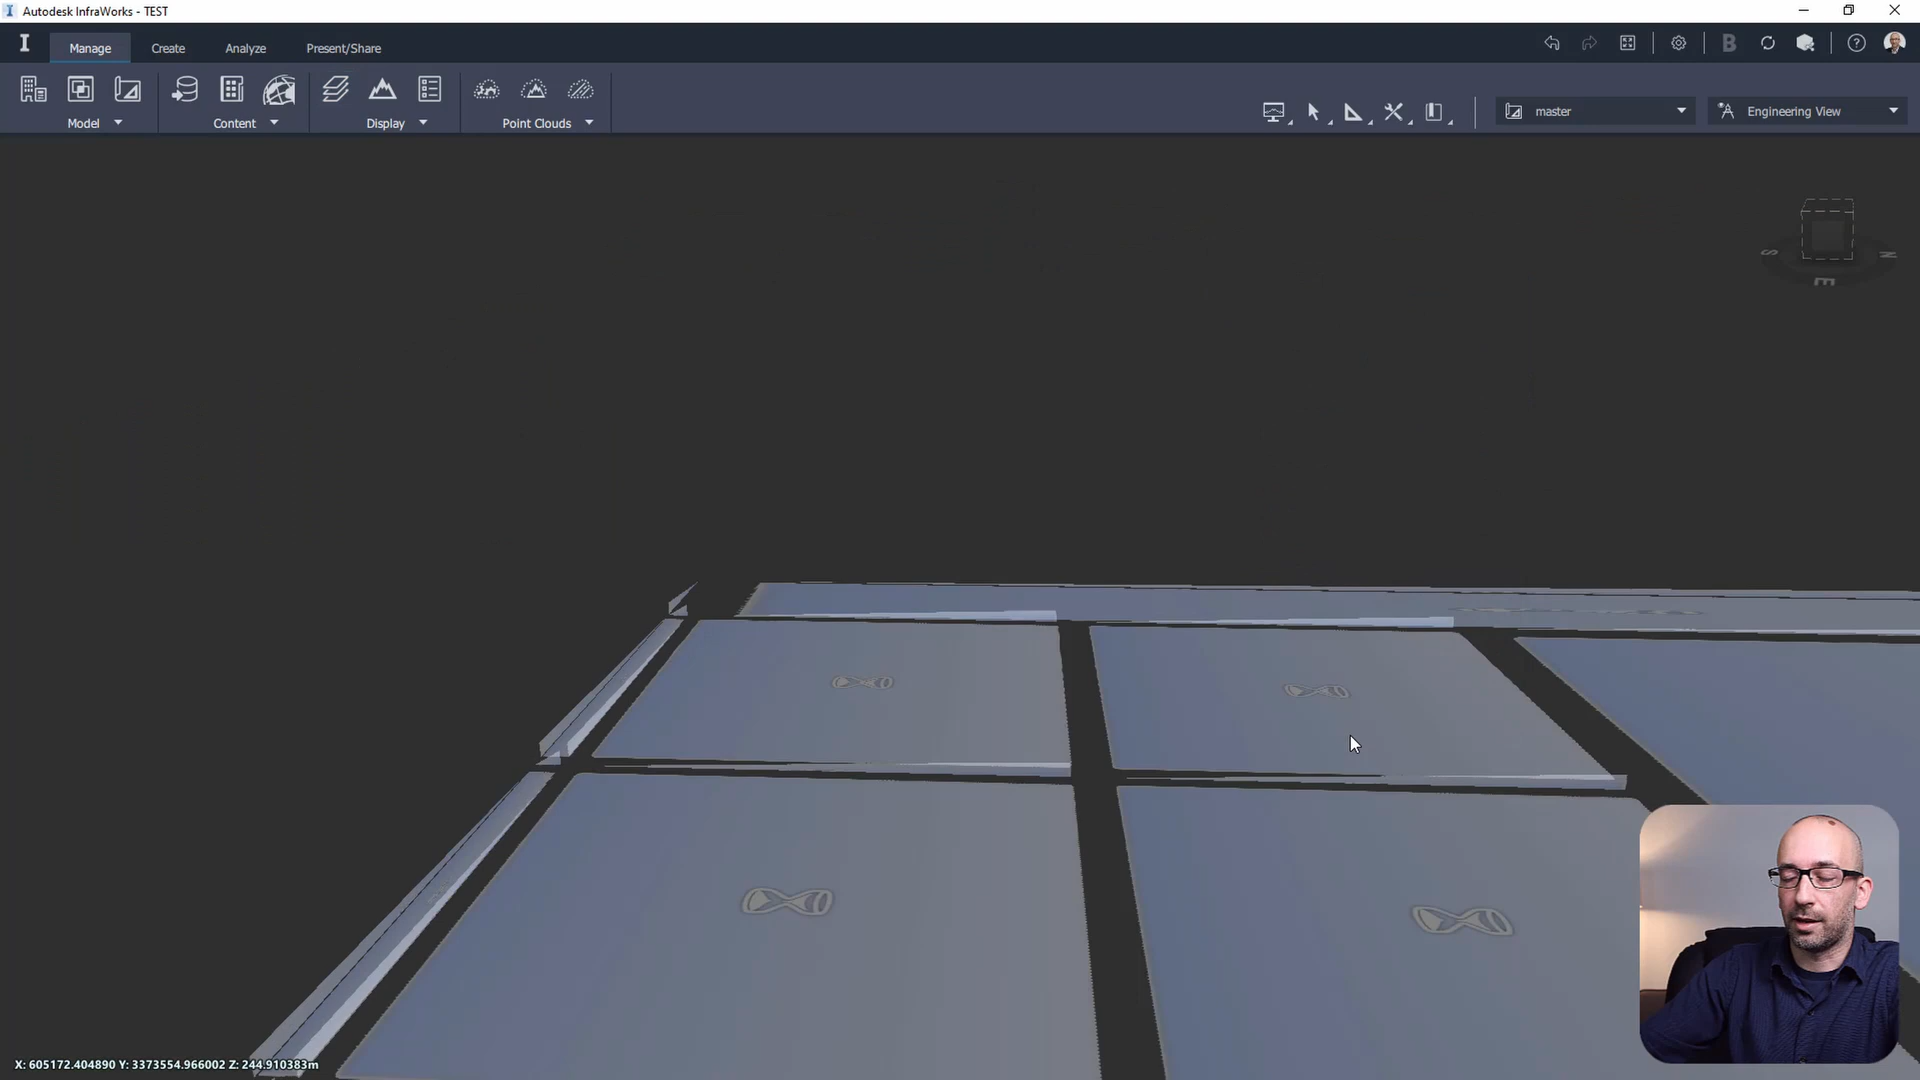 Autodesk InfraWorks - TEST
I
Manage
Create
Analyze
Present/Share
B
?
Model
Content
Display
Point Clouds
master
Engineering View
S
N
E
X: 605172.404890 Y: 3373554.966002 Z: 244.910383m